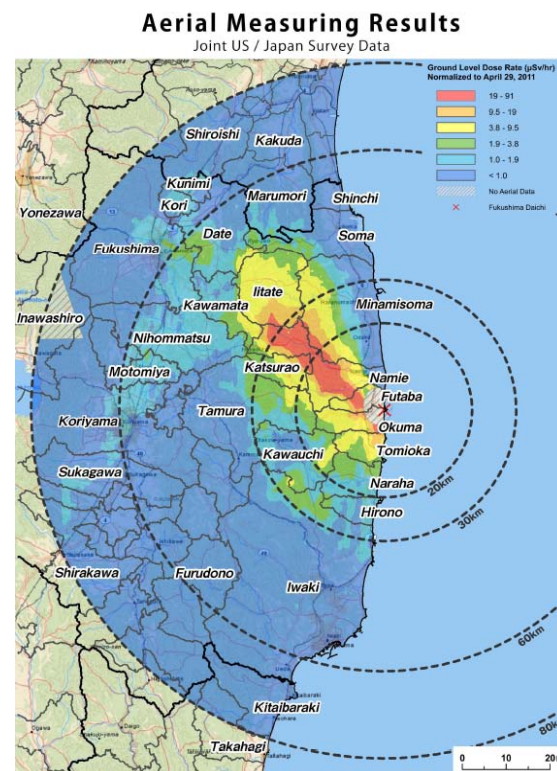 Aerial Measuring Results
Joint US / Japan Survey Data
Ground Level Dose Rate (µSv/hr)
Normalized to April 29, 2011
19 - 91
9.5 - 19
3.8 - 9.5
1.9 - 3.8
1.0 - 1.9
< 1.0
No Aerial Data
Fukushima Daichi
Shiroishi
Kakuda
Kunimi
Yonezawa
Kori
Marumori
Shinchi
Date
Fukushima
Soma
Iitate
Inawashiro
Kawamata
Minamisoma
Nihommatsu
Motomiya
Katsurao
Namie
Futaba
Koriyama
Tamura
Okuma
Kawauchi
Tomioka
Sukagawa
Naraha
20km
Hirono
30km
Shirakawa
Furudono
Iwaki
60km
Kitaibaraki
80k
Takahagi
0 10 20